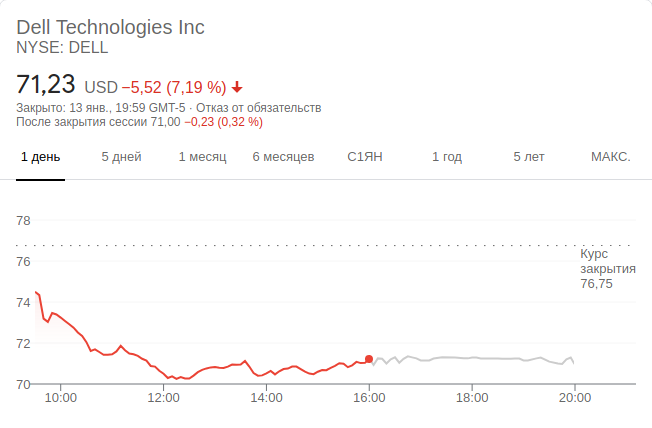 Dell Technologies Inc
NYSE: DELL
71,23 USD −5,52 (7,19 %)
Закрыто: 13 янв., 19:59 GMT-5 · Отказ от обязательств
После закрытия сессии 71,00 −0,23 (0,32 %)
1 день 5 дней 1 месяц 6 месяцев С1ЯН 1 год 5 лет МАКС.
78
76
74
72
70
Курс
закрытия
76,75
10:00 12:00 14:00 16:00 18:00 20:00